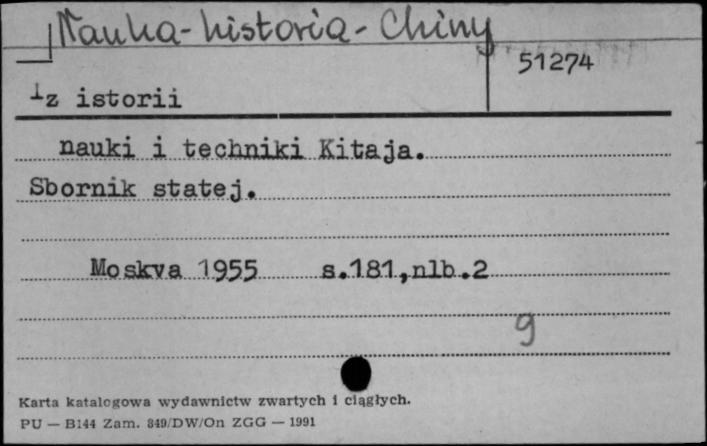 Nauka-historia-Chiny
51274
Iz istorii
nauki i techniki Kitaja.
Sbornik statej.
Moskva 1955 s.181,nlb.2
9
Karta katalogowa wydawnictw zwartych i ciągłych.
PU — B144 Zam. 849/DW/On ZGG — 1991